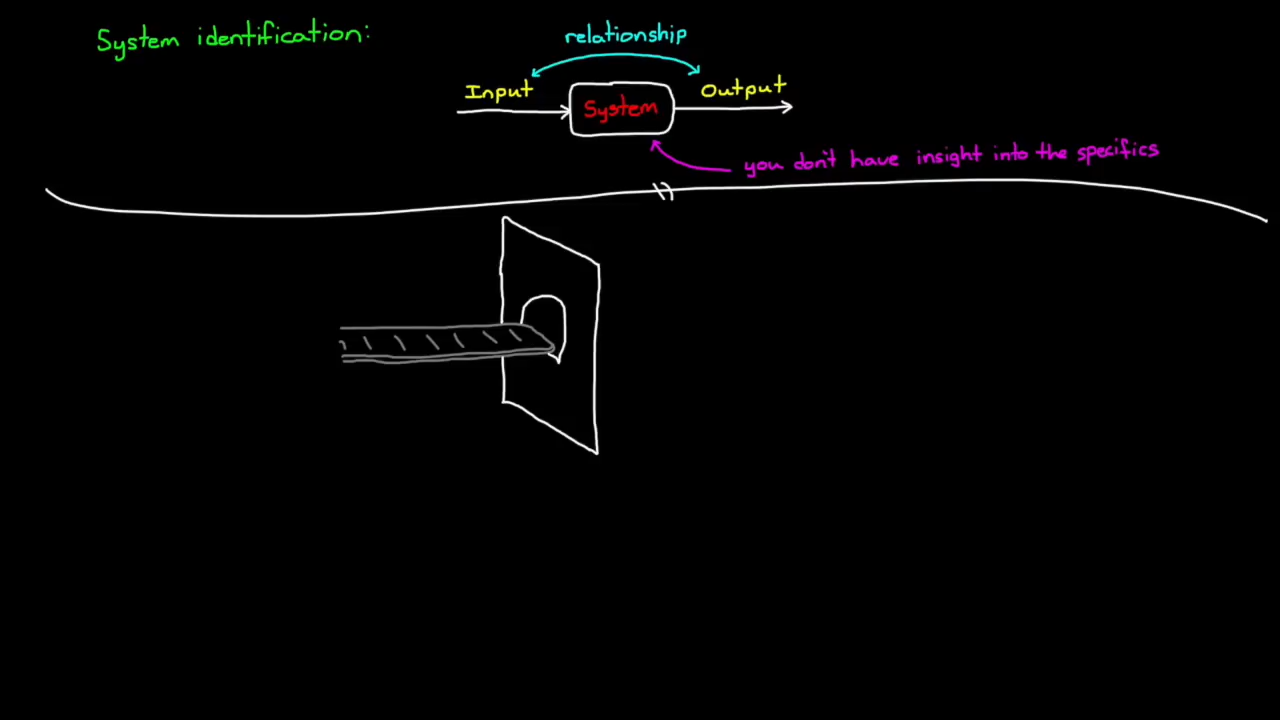 System identification:
relationship
Input
System
Output
you don't have insight into the specifics